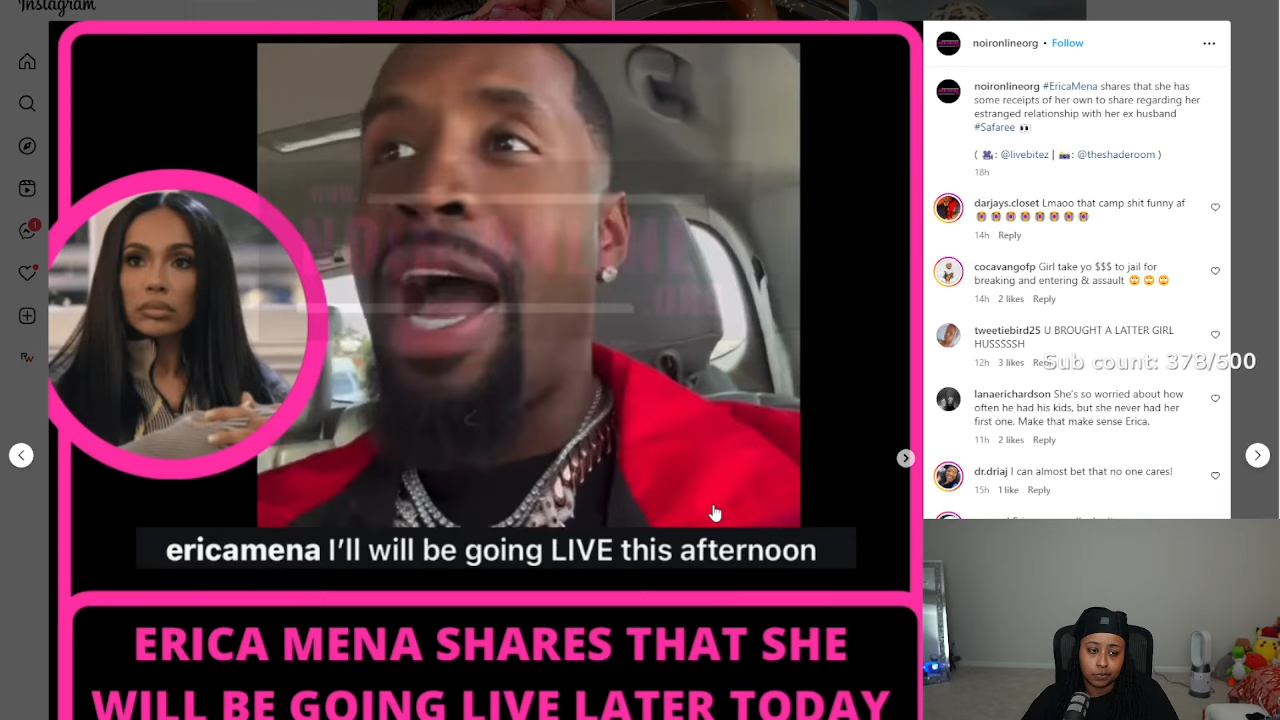 Instagram
1
RW
ericamena I'll will be going LIVE this afternoon
ERICA MENA SHARES THAT SHE
WILL BE GOING LIVE LATER TODAY
noironlineorg • Follow
noironlineorg #EricaMena shares that she has
some receipts of her own to share regarding her
estranged relationship with her ex husband
#Safaree 👀
( 🎥: @livebitez | 📸: @theshaderoom )
18h
darjays.closet Lmaoo that camp shit funny af
😭😭😭😭😭😭😭😭
14h Reply
cocavangofp Girl take yo $$$ to jail for
breaking and entering & assault 🙄🙄🙄
14h 2 likes Reply
tweetiebird25 U BROUGHT A LATTER GIRL
HUSSSSSH
12h 3 likes Reply
Sub count: 378/500
lanaerichardson She's so worried about how
often he had his kids, but she never had her
first one. Make that make sense Erica.
11h 2 likes Reply
dr.driaj I can almost bet that no one cares!
15h 1 like Reply